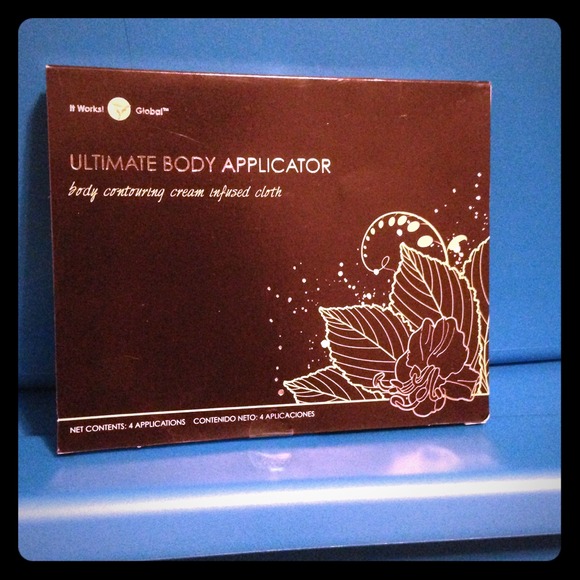 It Works! Global™
ULTIMATE BODY APPLICATOR
body contouring cream infused cloth
NET CONTENTS: 4 APPLICATIONS CONTENIDO NETO: 4 APLICACIONES